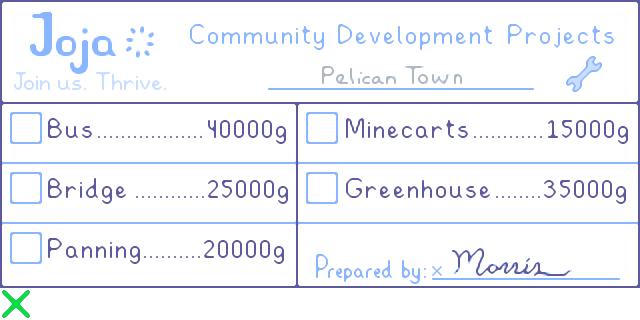 Joja
Join us. Thrive.
Community Development Projects
Pelican Town
Bus..................40000g
Minecarts............15000g
Bridge ............25000g
Greenhouse........35000g
Panning..........20000g
Prepared by: x Morris